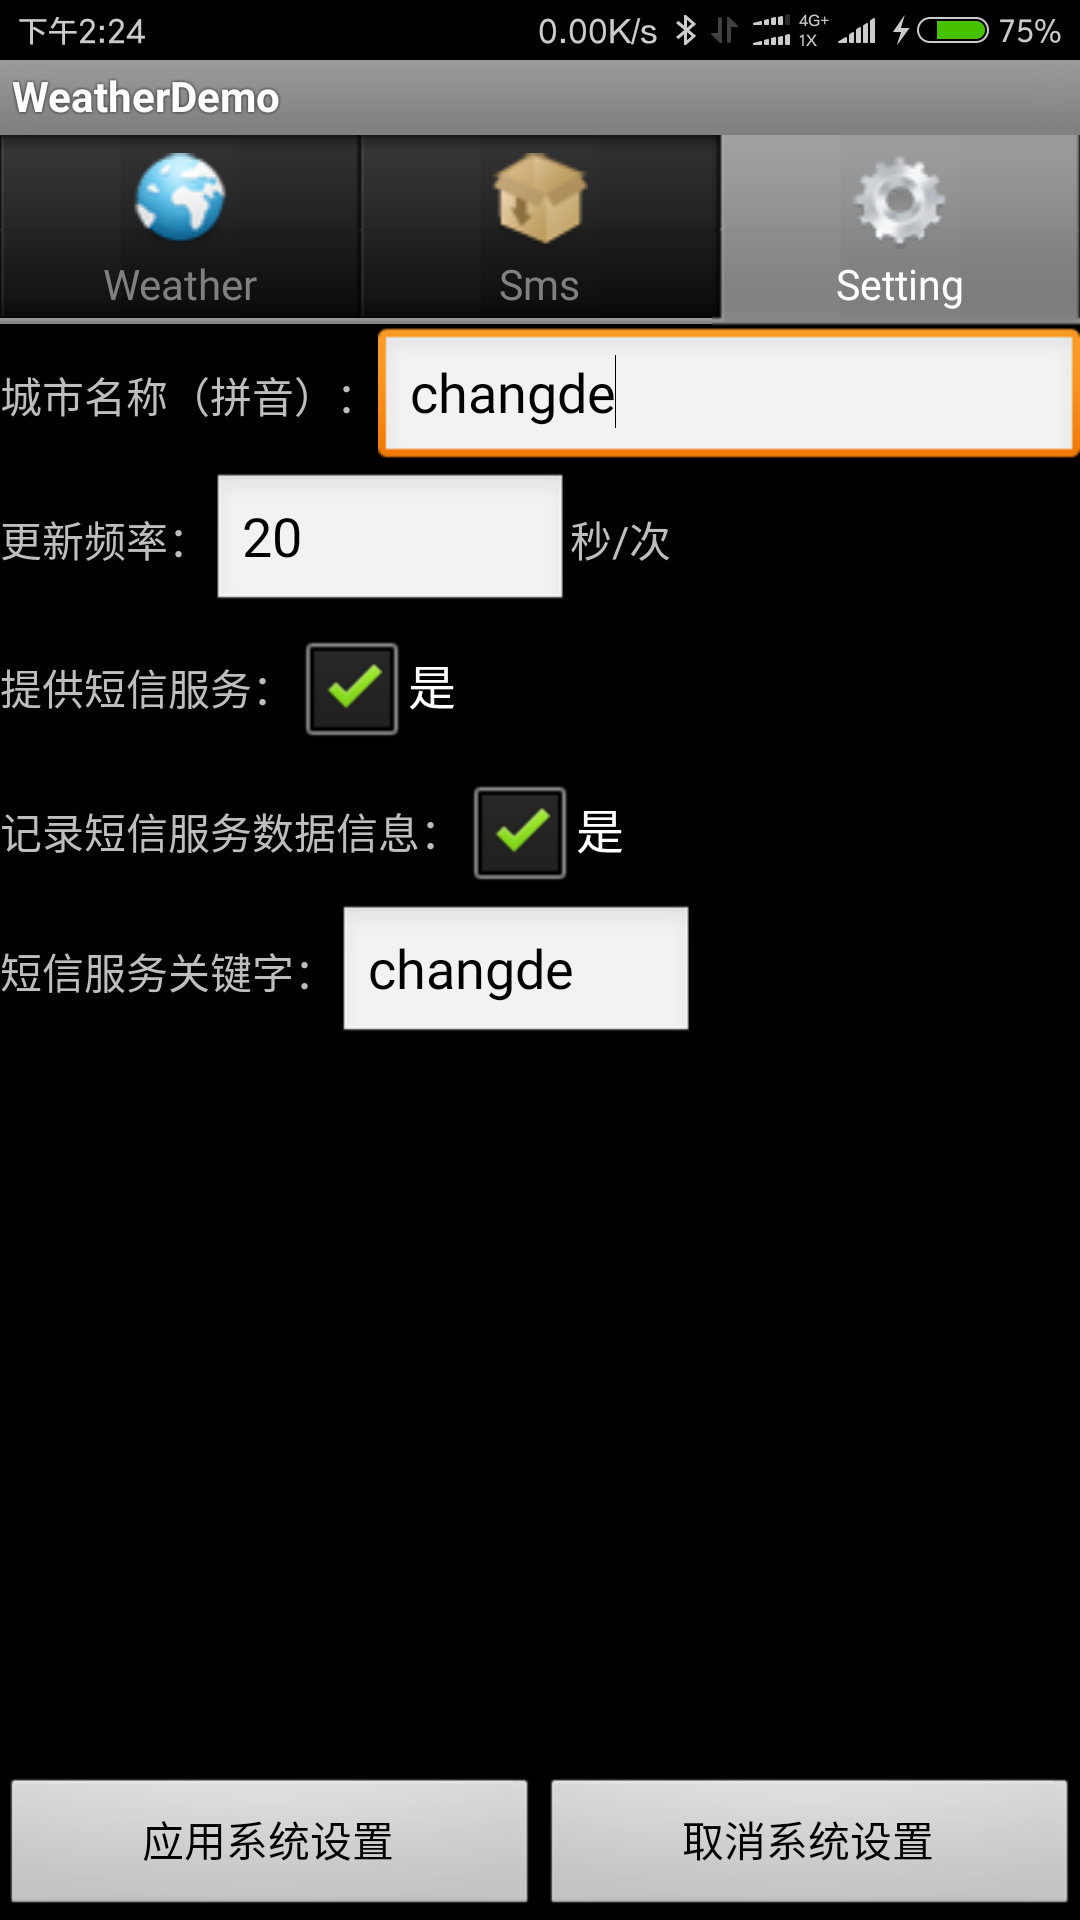 下午2:24 0.00K/s 4G+ 1X 75%
WeatherDemo
Weather Sms Setting
城市名称（拼音）： changde
更新频率： 20 秒/次
提供短信服务： 是
记录短信服务数据信息： 是
短信服务关键字： changde
应用系统设置 取消系统设置